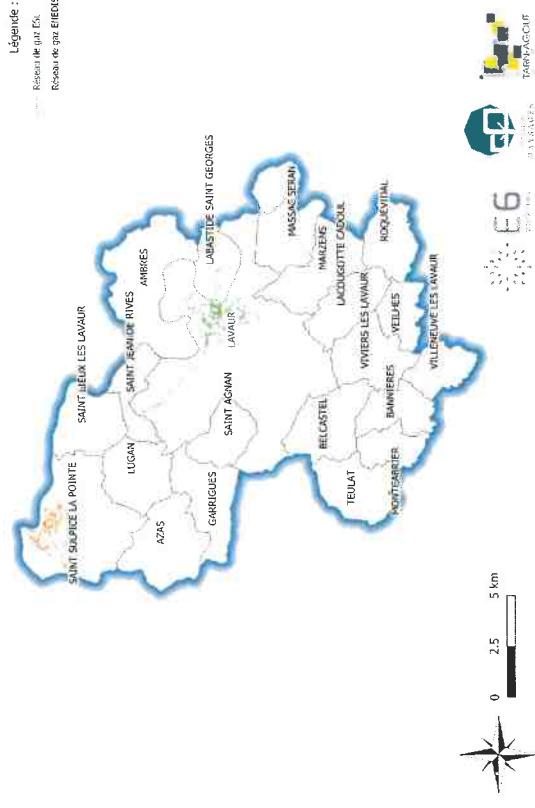 Légende :
Réseau de gaz
Réseau de gaz
SAINT LIEUX LES LAVAUR
SAINT SULPICE LA POINTE
SAINT JEAN DE RIVES
AMBRES
LUGAN
LABASTIDE SAINT GEORGES
AZAS
GARRIGUES
SAINT AGNAN
LAVAUR
MASSAC SERAN
MARZENS
BELCASTEL
LACOUGOTTE CADOUL
TEULAT
VIVIERS LES LAVAUR
ROQUEVIDAL
MONTCABRIER
BANNIERES
VEILHES
VILLENEUVE LES LAVAUR
0 2.5 5 km
E6
PAYSAGES
TARN-AGOUT